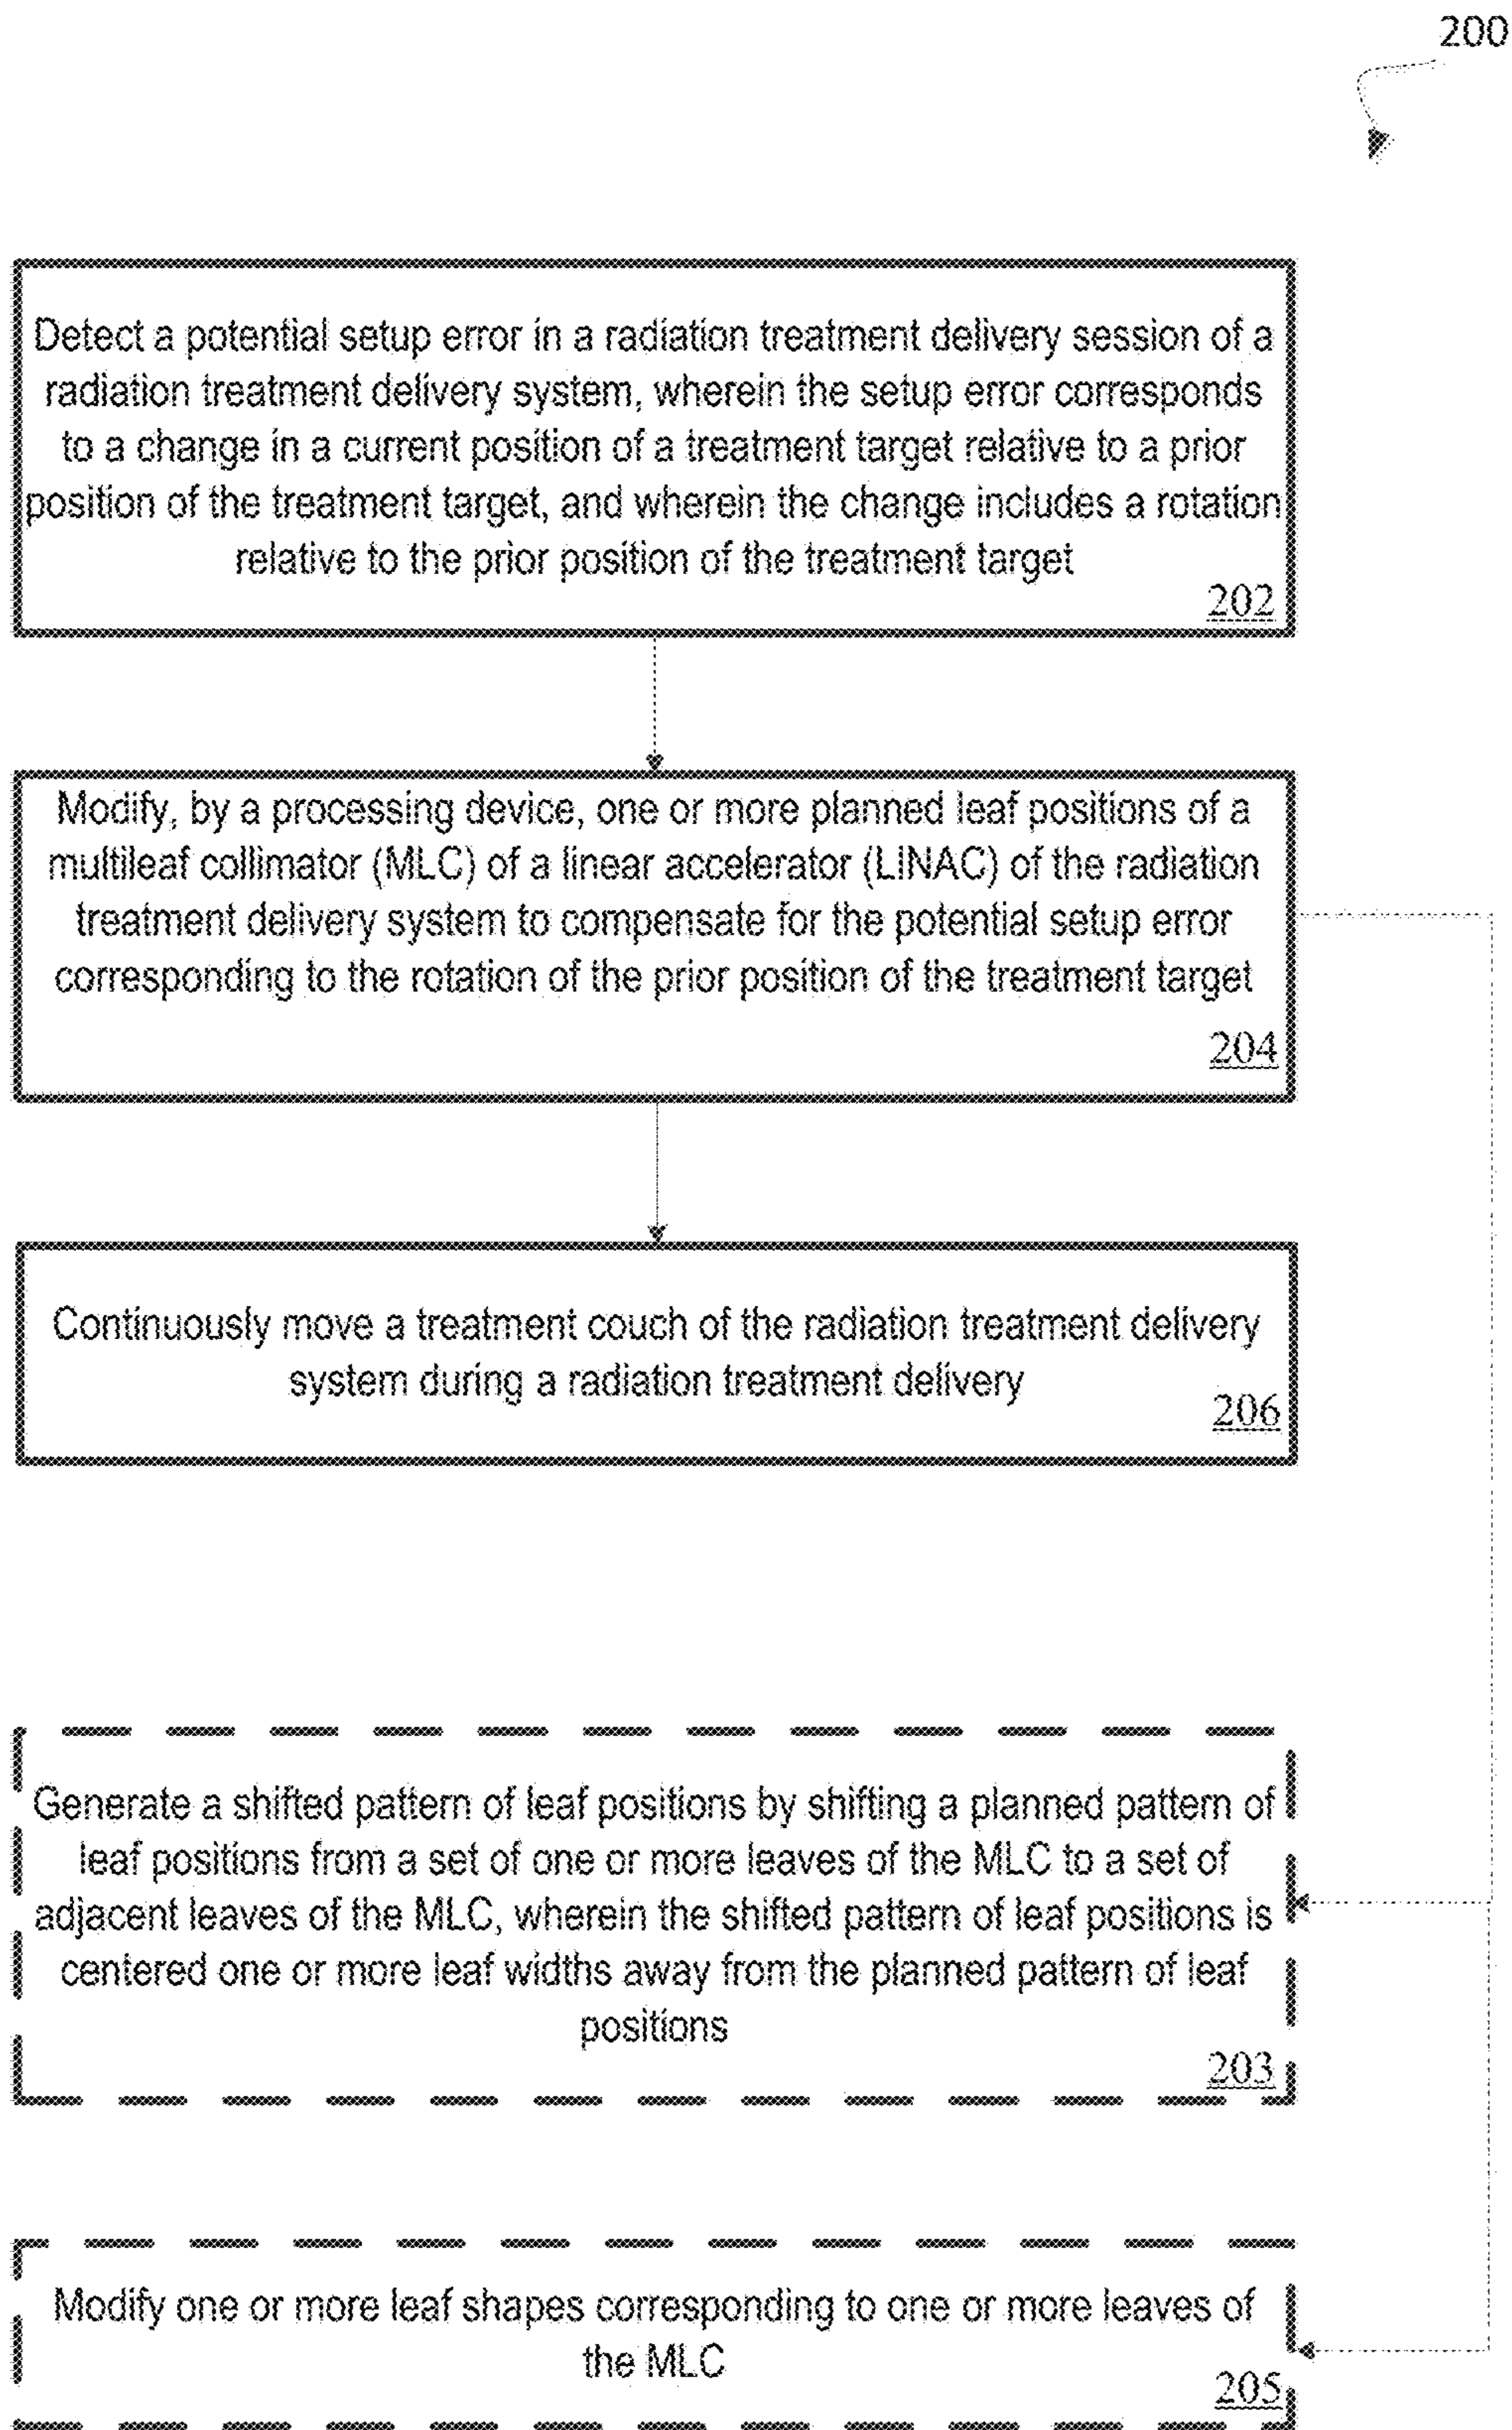 200
Detect a potential setup error in a radiation treatment delivery session of a
radiation treatment delivery system, wherein the setup error corresponds
to a change in a current position of a treatment target relative to a prior
position of the treatment target, and wherein the change includes a rotation
relative to the prior position of the treatment target
202
Modify, by a processing device, one or more planned leaf positions of a
multileaf collimator (MLC) of a linear accelerator (LINAC) of the radiation
treatment delivery system to compensate for the potential setup error
corresponding to the rotation of the prior position of the treatment target
204
Continuously move a treatment couch of the radiation treatment delivery
system during a radiation treatment delivery
206
Generate a shifted pattern of leaf positions by shifting a planned pattern of
leaf positions from a set of one or more leaves of the MLC to a set of
adjacent leaves of the MLC, wherein the shifted pattern of leaf positions is
centered one or more leaf widths away from the planned pattern of leaf
positions
203
Modify one or more leaf shapes corresponding to one or more leaves of
the MLC
205